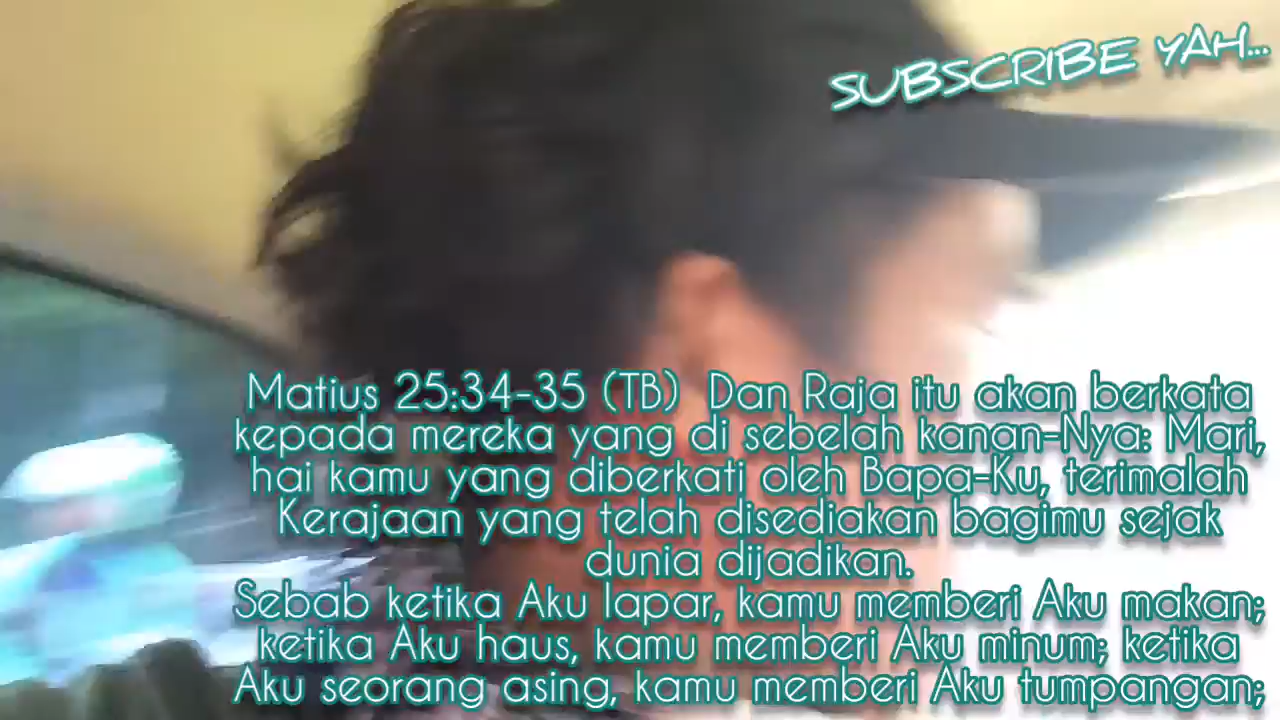 SUBSCRIBE YAH...
Matius 25:34-35 (TB)  Dan Raja itu akan berkata
kepada mereka yang di sebelah kanan-Nya: Mari,
hai kamu yang diberkati oleh Bapa-Ku, terimalah
Kerajaan yang telah disediakan bagimu sejak
dunia dijadikan.
Sebab ketika Aku lapar, kamu memberi Aku makan;
ketika Aku haus, kamu memberi Aku minum; ketika
Aku seorang asing, kamu memberi Aku tumpangan;